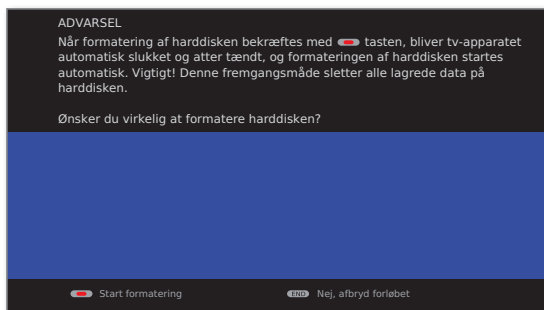 ADVARSEL
Når formatering af harddisken bekræftes med tasten, bliver tv-apparatet
automatisk slukket og atter tændt, og formateringen af harddisken startes
automatisk. Vigtigt! Denne fremgangsmåde sletter alle lagrede data på
harddisken.
Ønsker du virkelig at formatere harddisken?
Start formatering
END Nej, afbryd forløbet